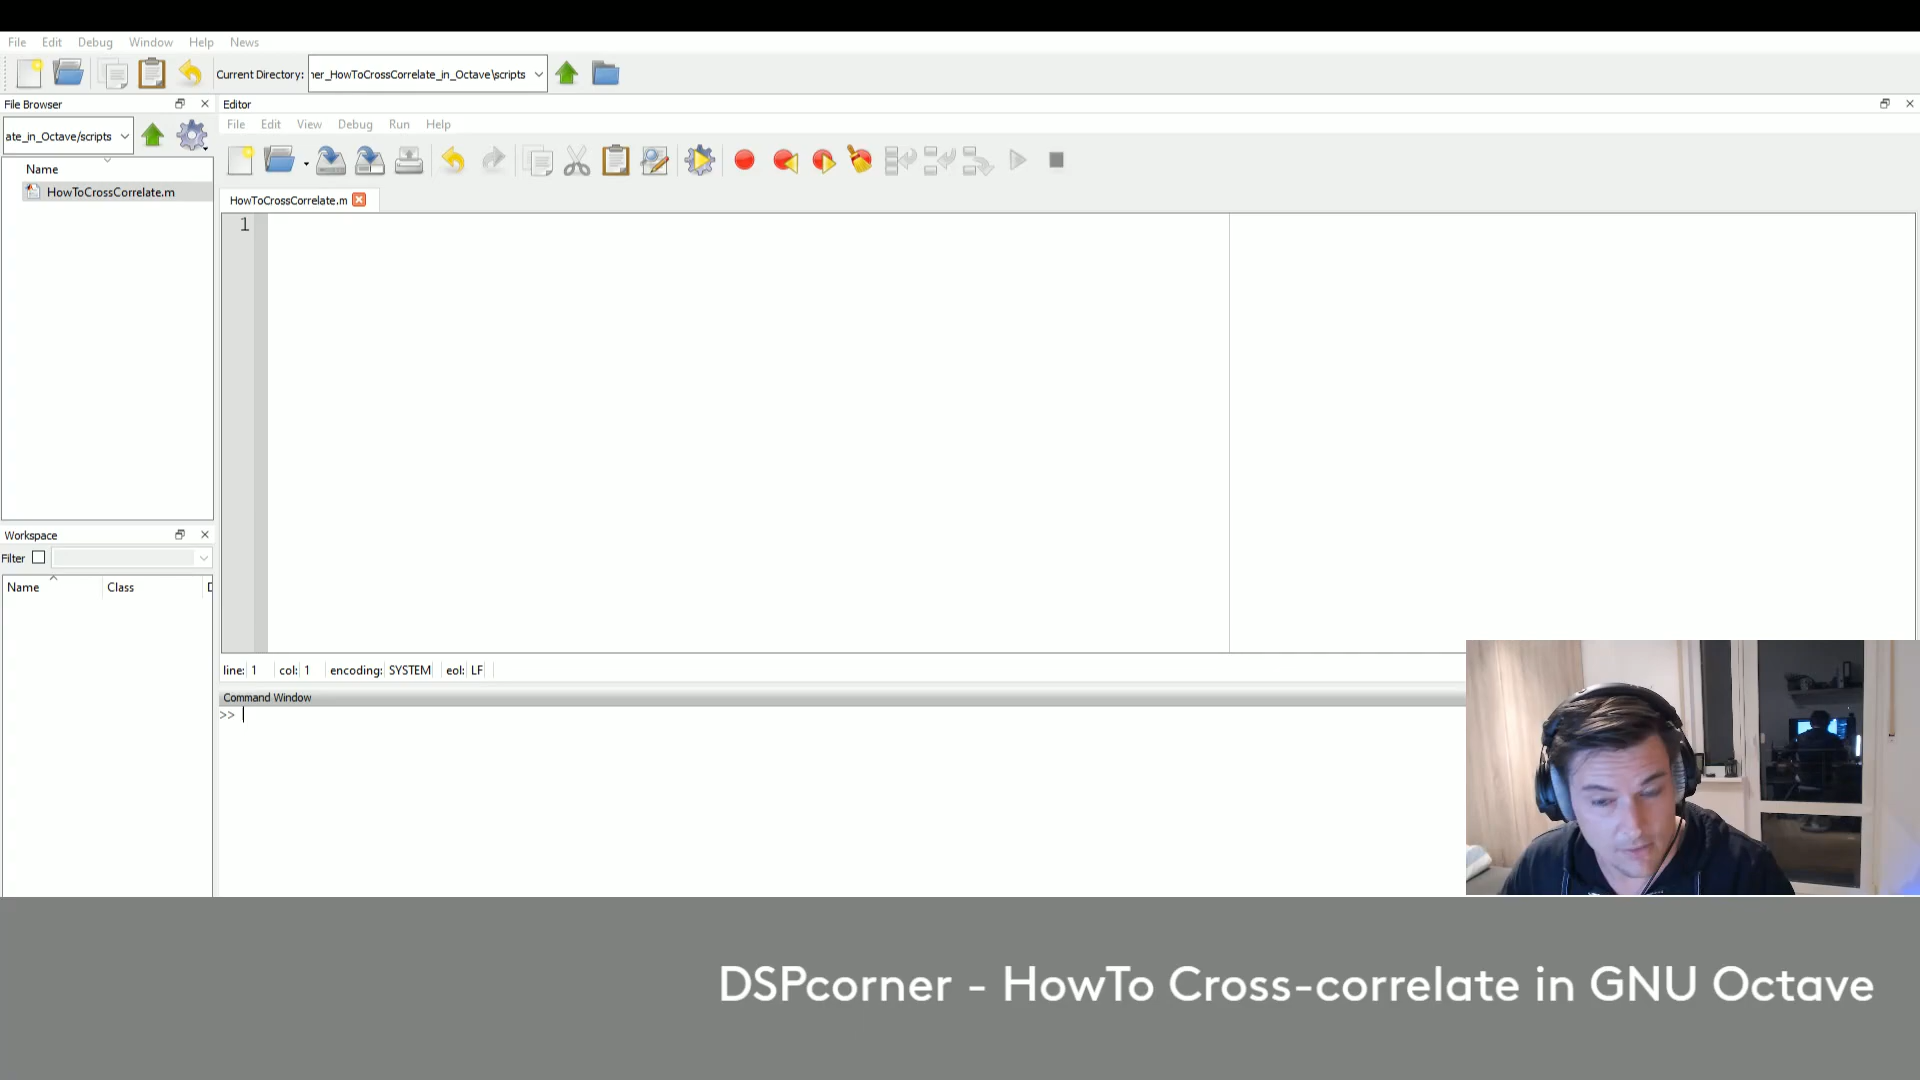 File Edit Debug Window Help News
Current Directory: ner_HowToCrossCorrelate_in_Octave\scripts
File Browser
Editor
ate_in_Octave/scripts
File Edit View Debug Run Help
Name
HowToCrossCorrelate.m
HowToCrossCorrelate.m
1
Workspace
Filter
Name Class D
line: 1 col: 1 encoding: SYSTEM eol: LF
Command Window
>>
DSPcorner - HowTo Cross-correlate in GNU Octave